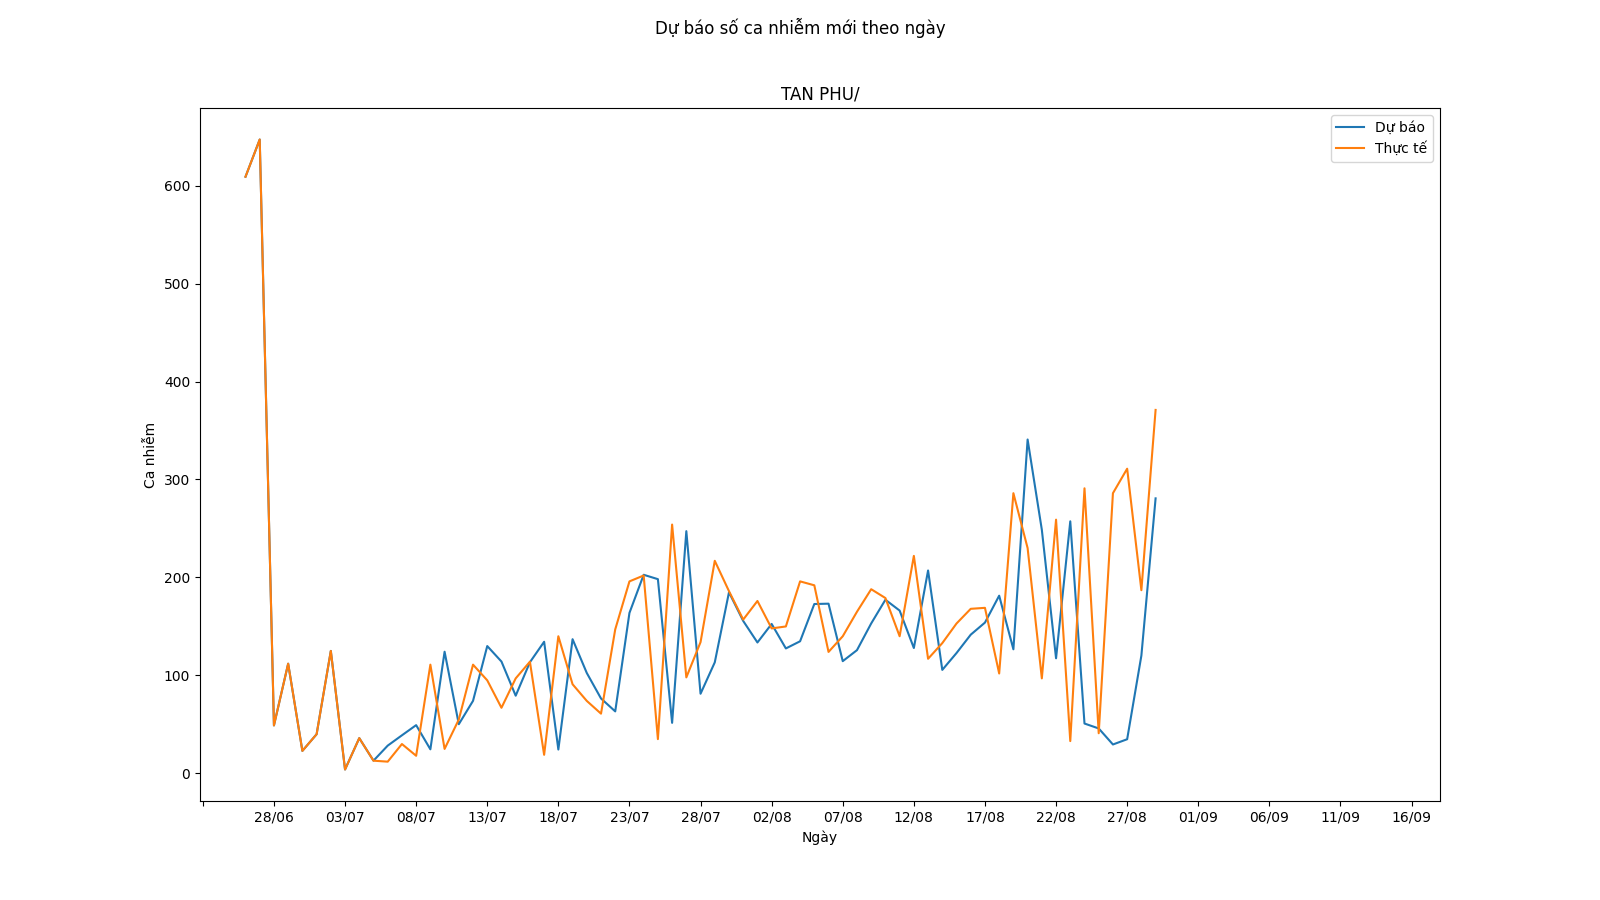 Dự báo số ca nhiễm mới theo ngày
TAN PHU/
Dự báo
Thực tế
600
500
400
300
200
100
0
Ca nhiễm
28/06 03/07 08/07 13/07 18/07 23/07 28/07 02/08 07/08 12/08 17/08 22/08 27/08 01/09 06/09 11/09 16/09
Ngày